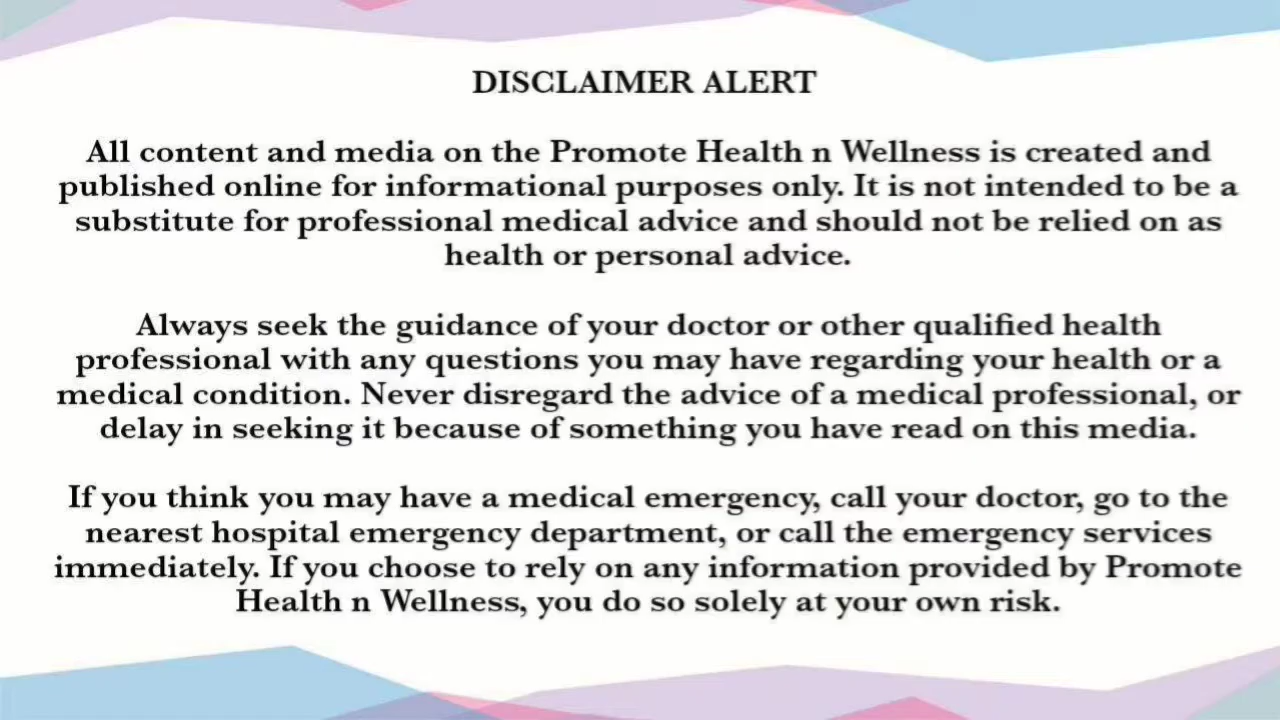 DISCLAIMER ALERT
All content and media on the Promote Health n Wellness is created and
published online for informational purposes only. It is not intended to be a
substitute for professional medical advice and should not be relied on as
health or personal advice.
Always seek the guidance of your doctor or other qualified health
professional with any questions you may have regarding your health or a
medical condition. Never disregard the advice of a medical professional, or
delay in seeking it because of something you have read on this media.
If you think you may have a medical emergency, call your doctor, go to the
nearest hospital emergency department, or call the emergency services
immediately. If you choose to rely on any information provided by Promote
Health n Wellness, you do so solely at your own risk.